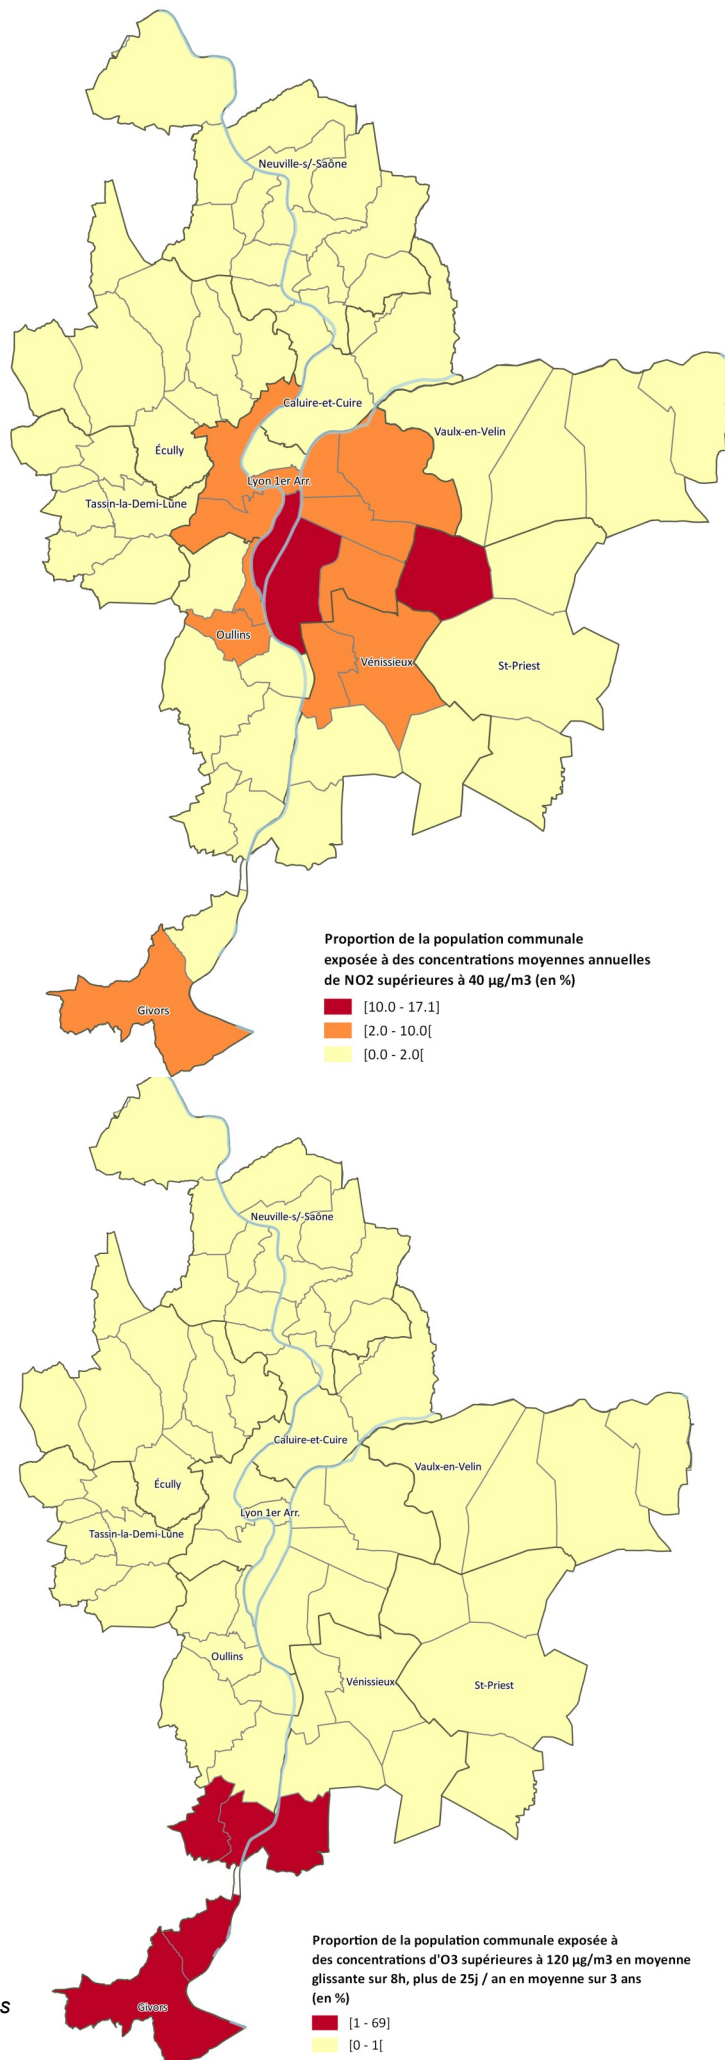 Neuville-s/-Saône
Caluire-et-Cuire
Vaulx-en-Velin
Écully
Lyon 1er Arr.
Tassin-la-Demi-Lune
Oullins
Vénissieux
St-Priest
Proportion de la population communale
exposée à des concentrations moyennes annuelles
de NO2 supérieures à 40 µg/m3 (en %)
[10.0 - 17.1]
[2.0 - 10.0[
[0.0 - 2.0[
Givors
Neuville-s/-Saône
Caluire-et-Cuire
Vaulx-en-Velin
Écully
Lyon 1er Arr.
Tassin-la-Demi-Lune
Oullins
Vénissieux
St-Priest
Proportion de la population communale exposée à
des concentrations d'O3 supérieures à 120 µg/m3 en moyenne
glissante sur 8h, plus de 25j / an en moyenne sur 3 ans
(en %)
s
Givors
[1 - 69]
[0 - 1[